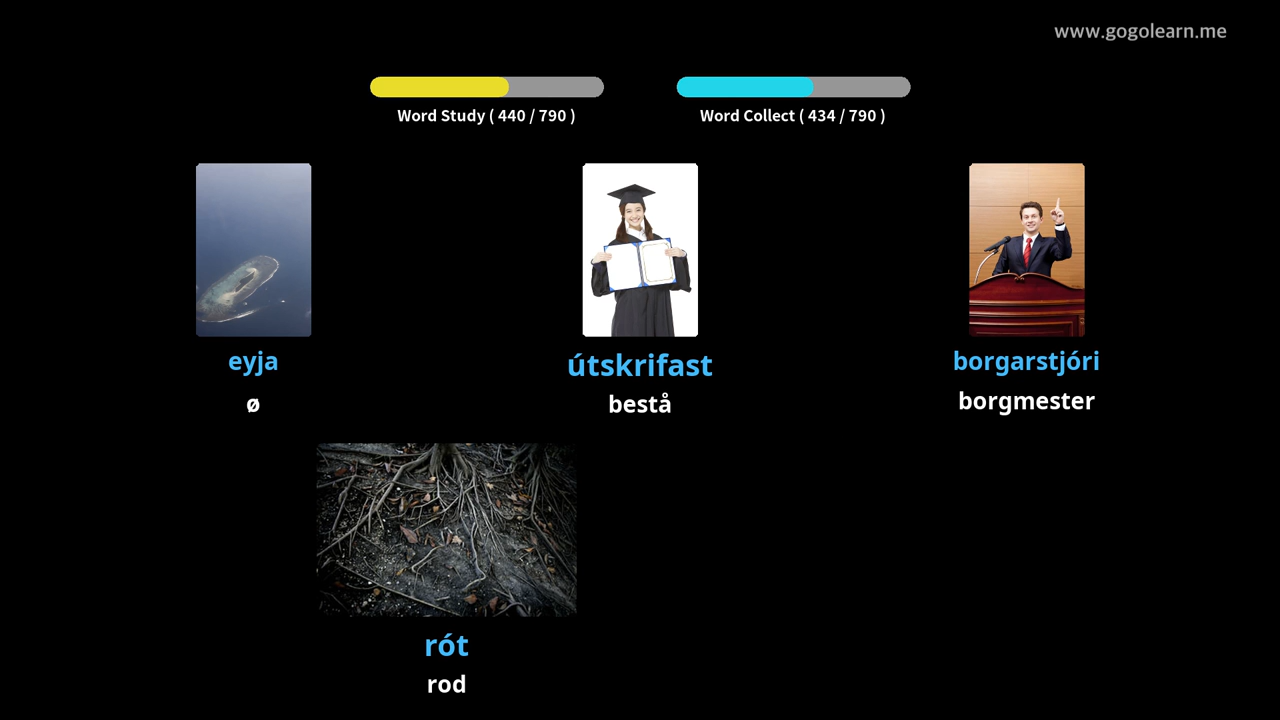 www.gogolearn.me
Word Study ( 440 / 790 )
Word Collect ( 434 / 790 )
eyja
ø
útskrifast
bestå
borgarstjóri
borgmester
rót
rod